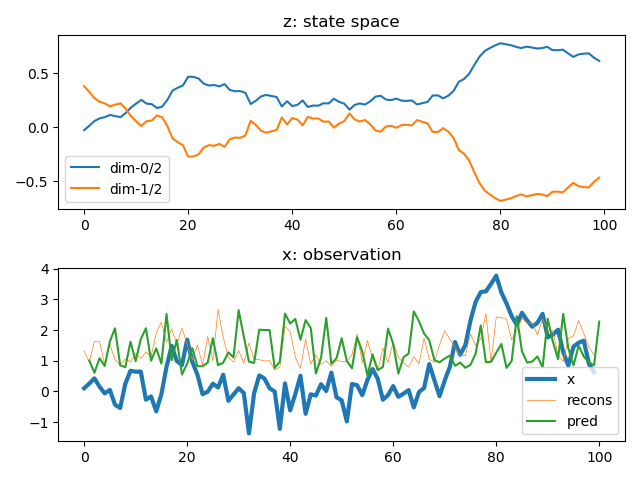 z: state space
0.5
0.0
−0.5
dim-0/2
dim-1/2
0 20 40 60 80 100
x: observation
4
3
2
1
0
−1
x
recons
pred
0 20 40 60 80 100